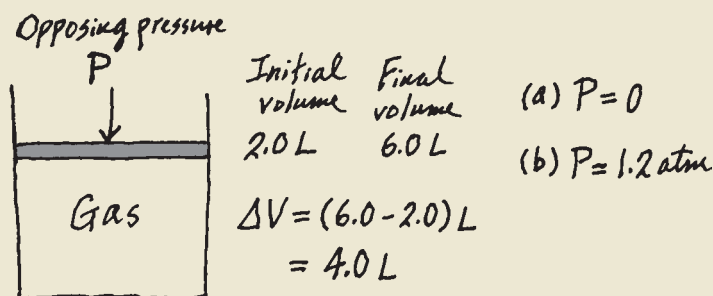 Opposing pressure
P
Initial volume
Final volume
2.0 L
6.0 L
(a) P = 0
(b) P = 1.2 atm
Gas
ΔV = (6.0 - 2.0) L
= 4.0 L